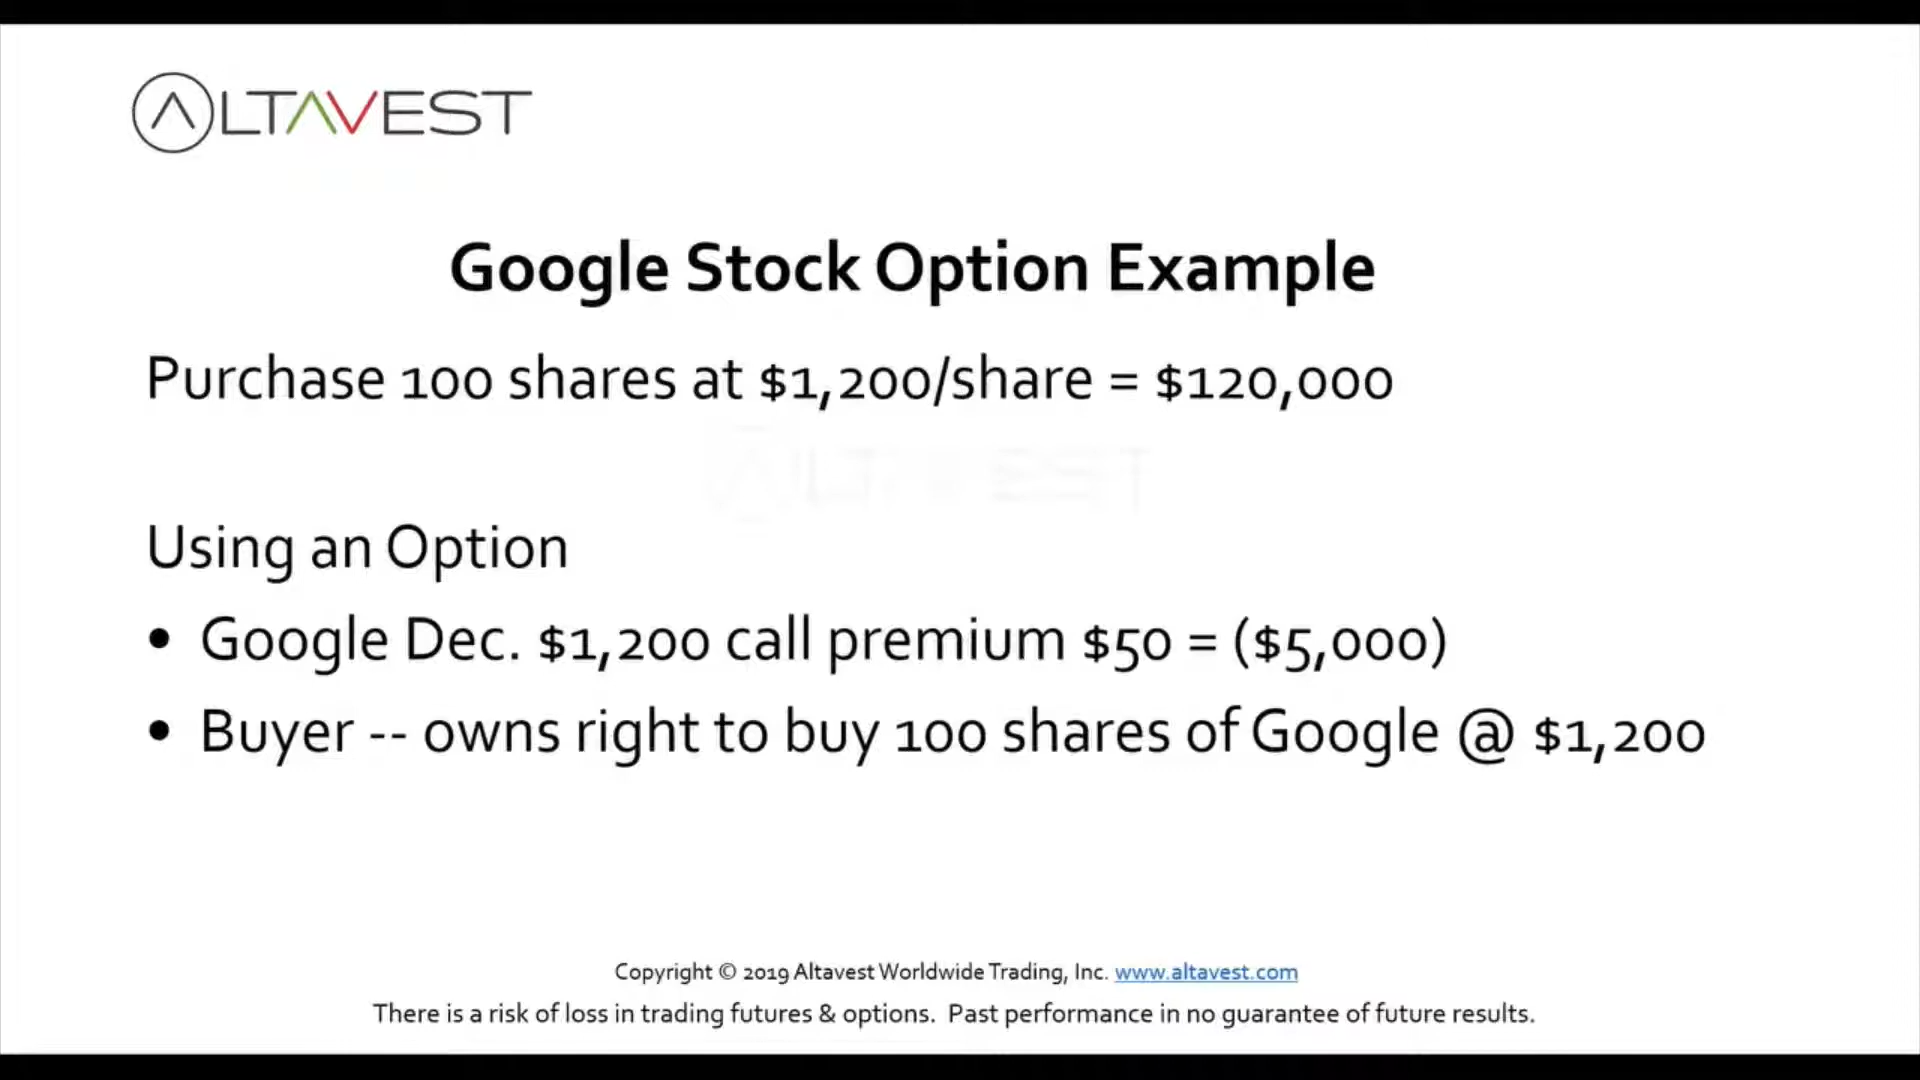 ALTAVEST
Google Stock Option Example
Purchase 100 shares at $1,200/share = $120,000
ALTAVEST
Using an Option
• Google Dec. $1,200 call premium $50 = ($5,000)
• Buyer -- owns right to buy 100 shares of Google @ $1,200
Copyright © 2019 Altavest Worldwide Trading, Inc. www.altavest.com
There is a risk of loss in trading futures & options. Past performance in no guarantee of future results.